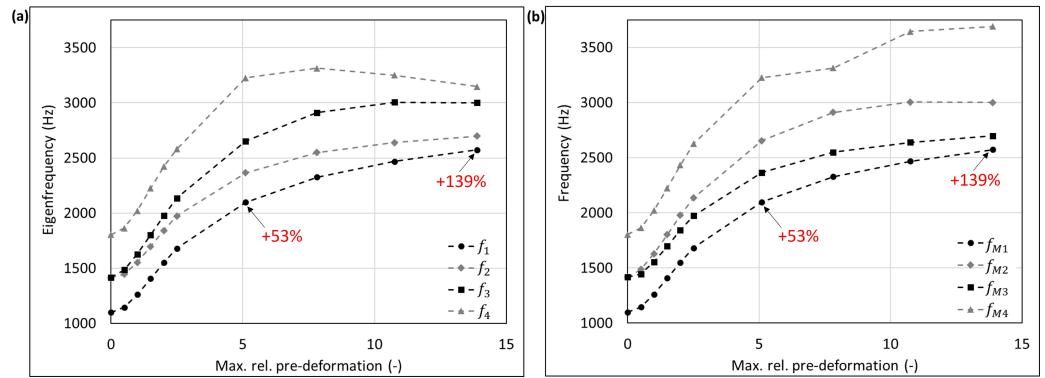 (a)
3500
3000
2500
2000
1500
1000
Eigenfrequency (Hz)
0
5
10
15
Max. rel. pre-deformation (-)
+53%
+139%
f1
f2
f3
f4
(b)
3500
3000
2500
2000
1500
1000
Frequency (Hz)
0
5
10
15
Max. rel. pre-deformation (-)
+53%
+139%
fM1
fM2
fM3
fM4